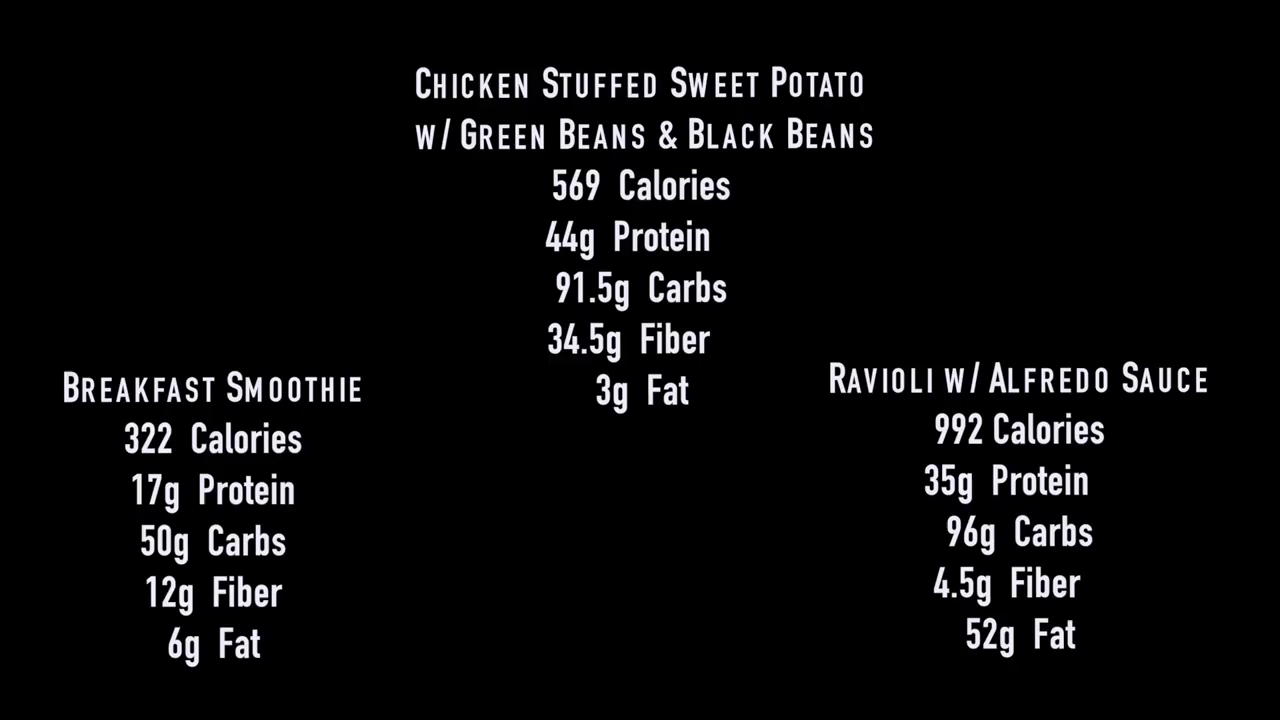 Chicken Stuffed Sweet Potato
w/ Green Beans & Black Beans
569 Calories
44g Protein
91.5g Carbs
34.5g Fiber
3g Fat
Breakfast Smoothie
322 Calories
17g Protein
50g Carbs
12g Fiber
6g Fat
Ravioli w/ Alfredo Sauce
992 Calories
35g Protein
96g Carbs
4.5g Fiber
52g Fat